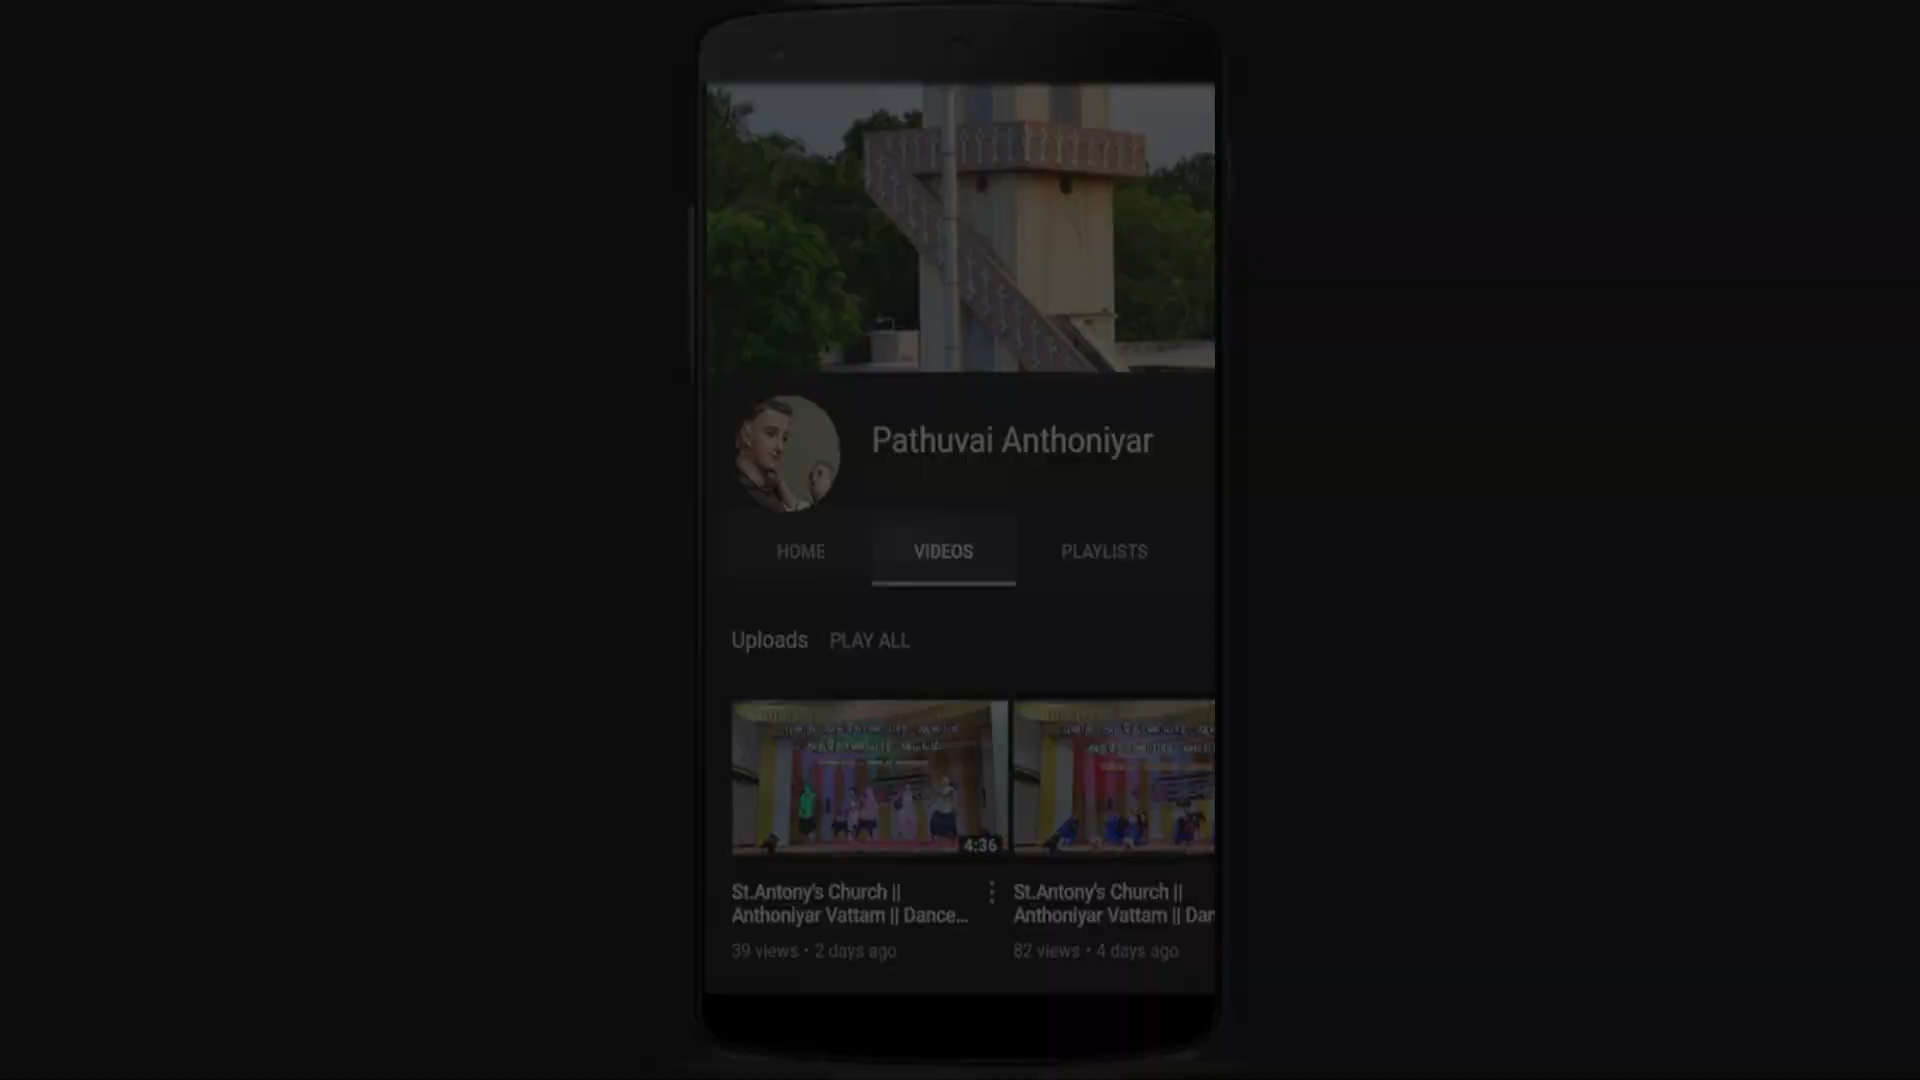 Pathuvai Anthoniyar
HOME VIDEOS PLAYLISTS
Uploads PLAY ALL
4:36
St.Antony's Church ||
Anthoniyar Vattam || Dance...
39 views • 2 days ago
St.Antony's Church ||
Anthoniyar Vattam || Dan
82 views • 4 days ago